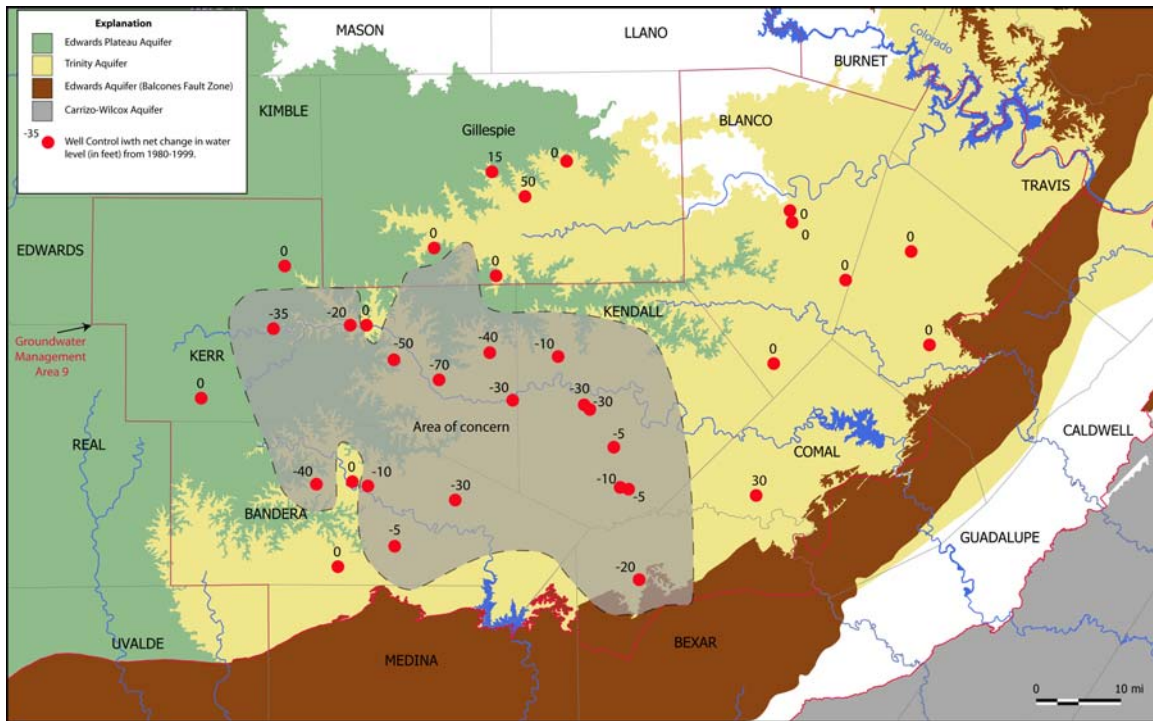 Explanation
Edwards Plateau Aquifer
Trinity Aquifer
Edwards Aquifer (Balcones Fault Zone)
Carrizo-Wilcox Aquifer
-35
Well Control iwth net change in water
level (in feet) from 1980-1999.
MASON
LLANO
BURNET
Colorado
KIMBLE
BLANCO
Gillespie
0
15
50
TRAVIS
0
0
EDWARDS
0
0
0
0
0
KENDALL
-35
-20
0
Groundwater
Management
Area 9
KERR
-50
-40
-10
0
0
-70
0
-30
-30
-30
REAL
Area of concern
-5
COMAL
CALDWELL
-40
0
-10
-30
-10
-5
30
BANDERA
GUADALUPE
-5
0
-20
UVALDE
MEDINA
BEXAR
0
10 mi